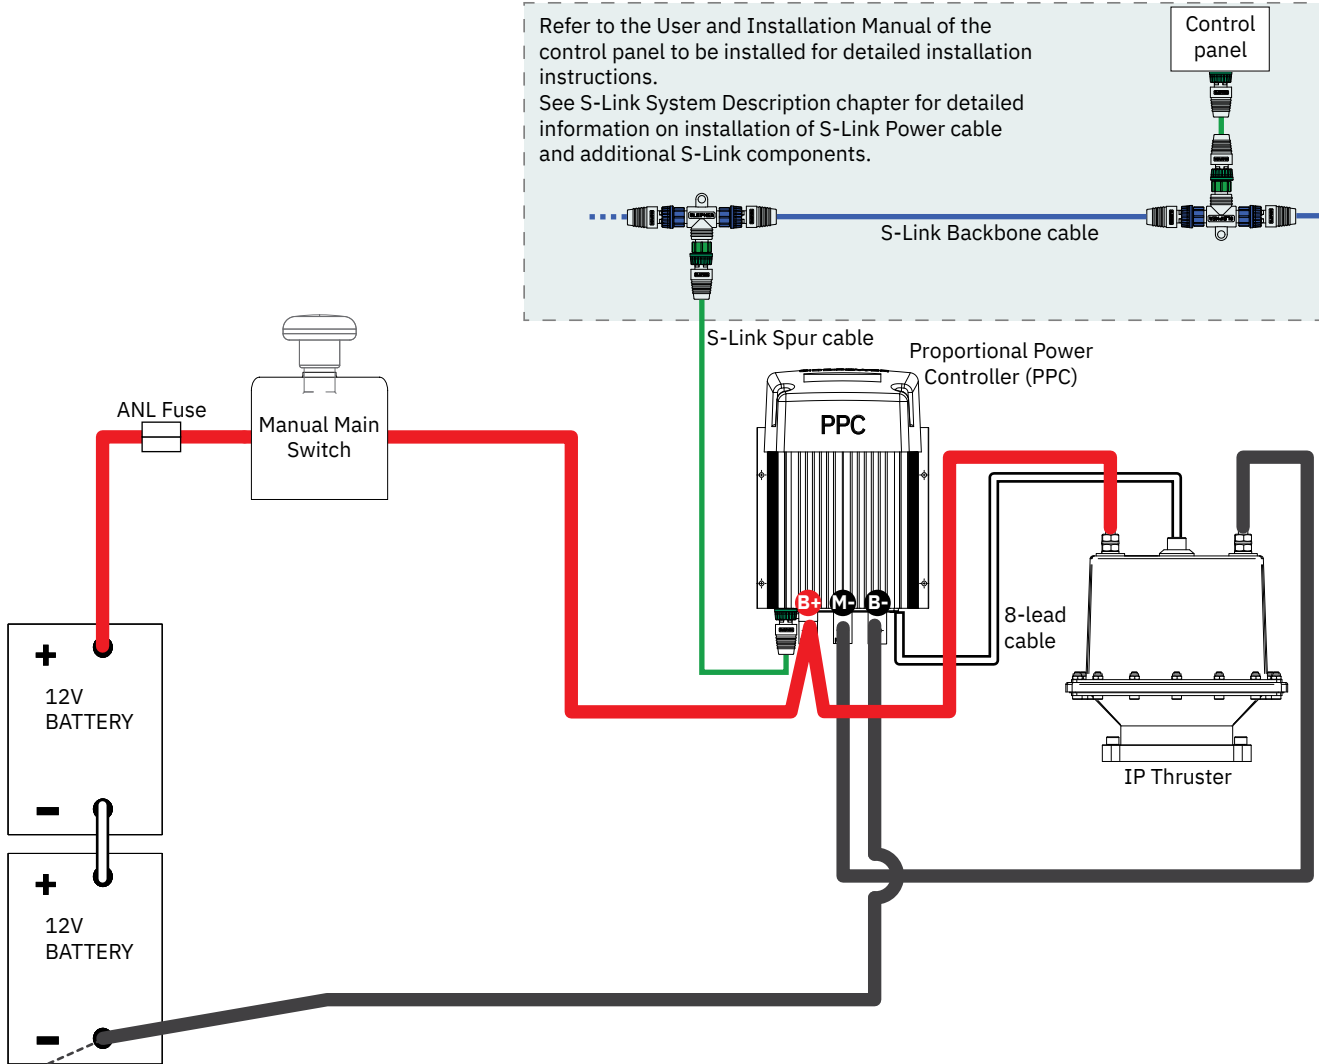 Refer to the User and Installation Manual of the
control panel to be installed for detailed installation
instructions.
See S-Link System Description chapter for detailed
information on installation of S-Link Power cable
and additional S-Link components.
Control
panel
S-Link Backbone cable
S-Link Spur cable
Proportional Power
Controller (PPC)
ANL Fuse
Manual Main
Switch
PPC
B+ M- B-
8-lead
cable
IP Thruster
+
12V
BATTERY
-
+
12V
BATTERY
-